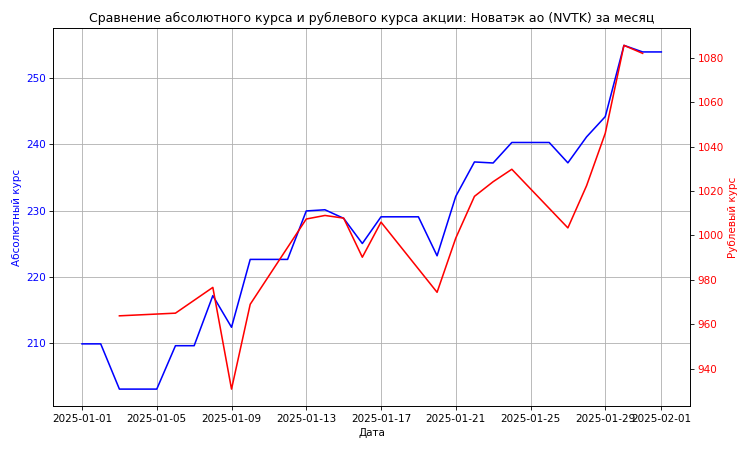 Сравнение абсолютного курса и рублевого курса акции: Новатэк ао (NVTK) за месяц
250
240
230
220
210
Абсолютный курс
1080
1060
1040
1020
1000
980
960
940
Рублевый курс
2025-01-01 2025-01-05 2025-01-09 2025-01-13 2025-01-17 2025-01-21 2025-01-25 2025-01-29 2025-02-01
Дата